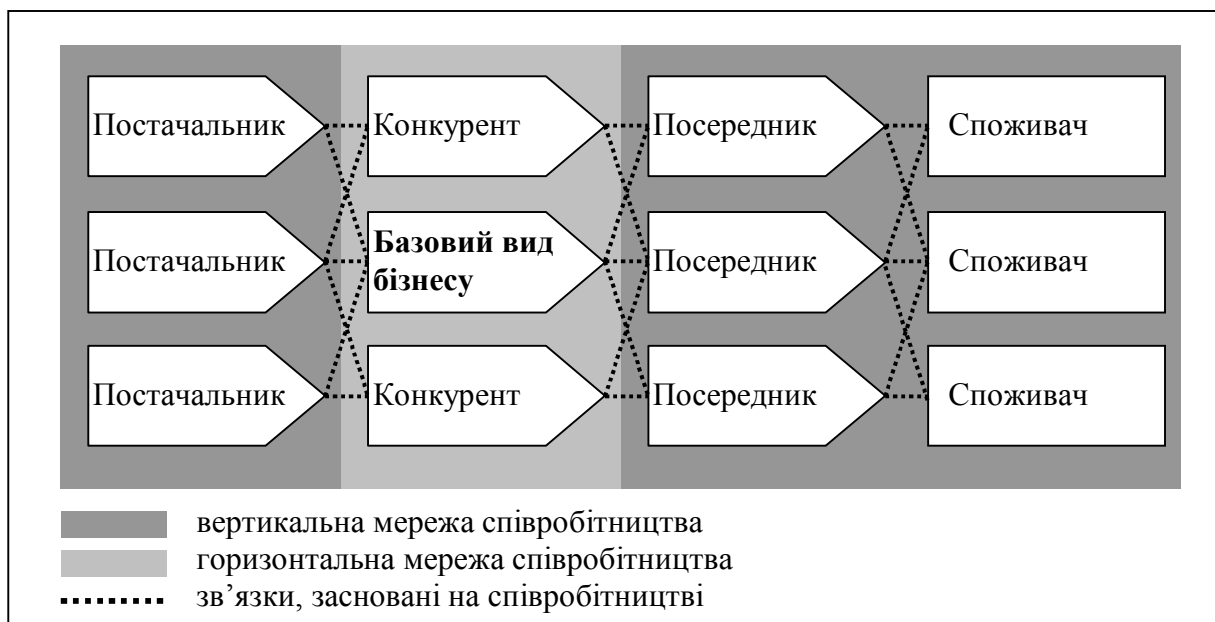 Постачальник
Конкурент
Посередник
Споживач
Постачальник
Базовий вид
бізнесу
Посередник
Споживач
Постачальник
Конкурент
Посередник
Споживач
вертикальна мережа співробітництва
горизонтальна мережа співробітництва
зв’язки, засновані на співробітництві